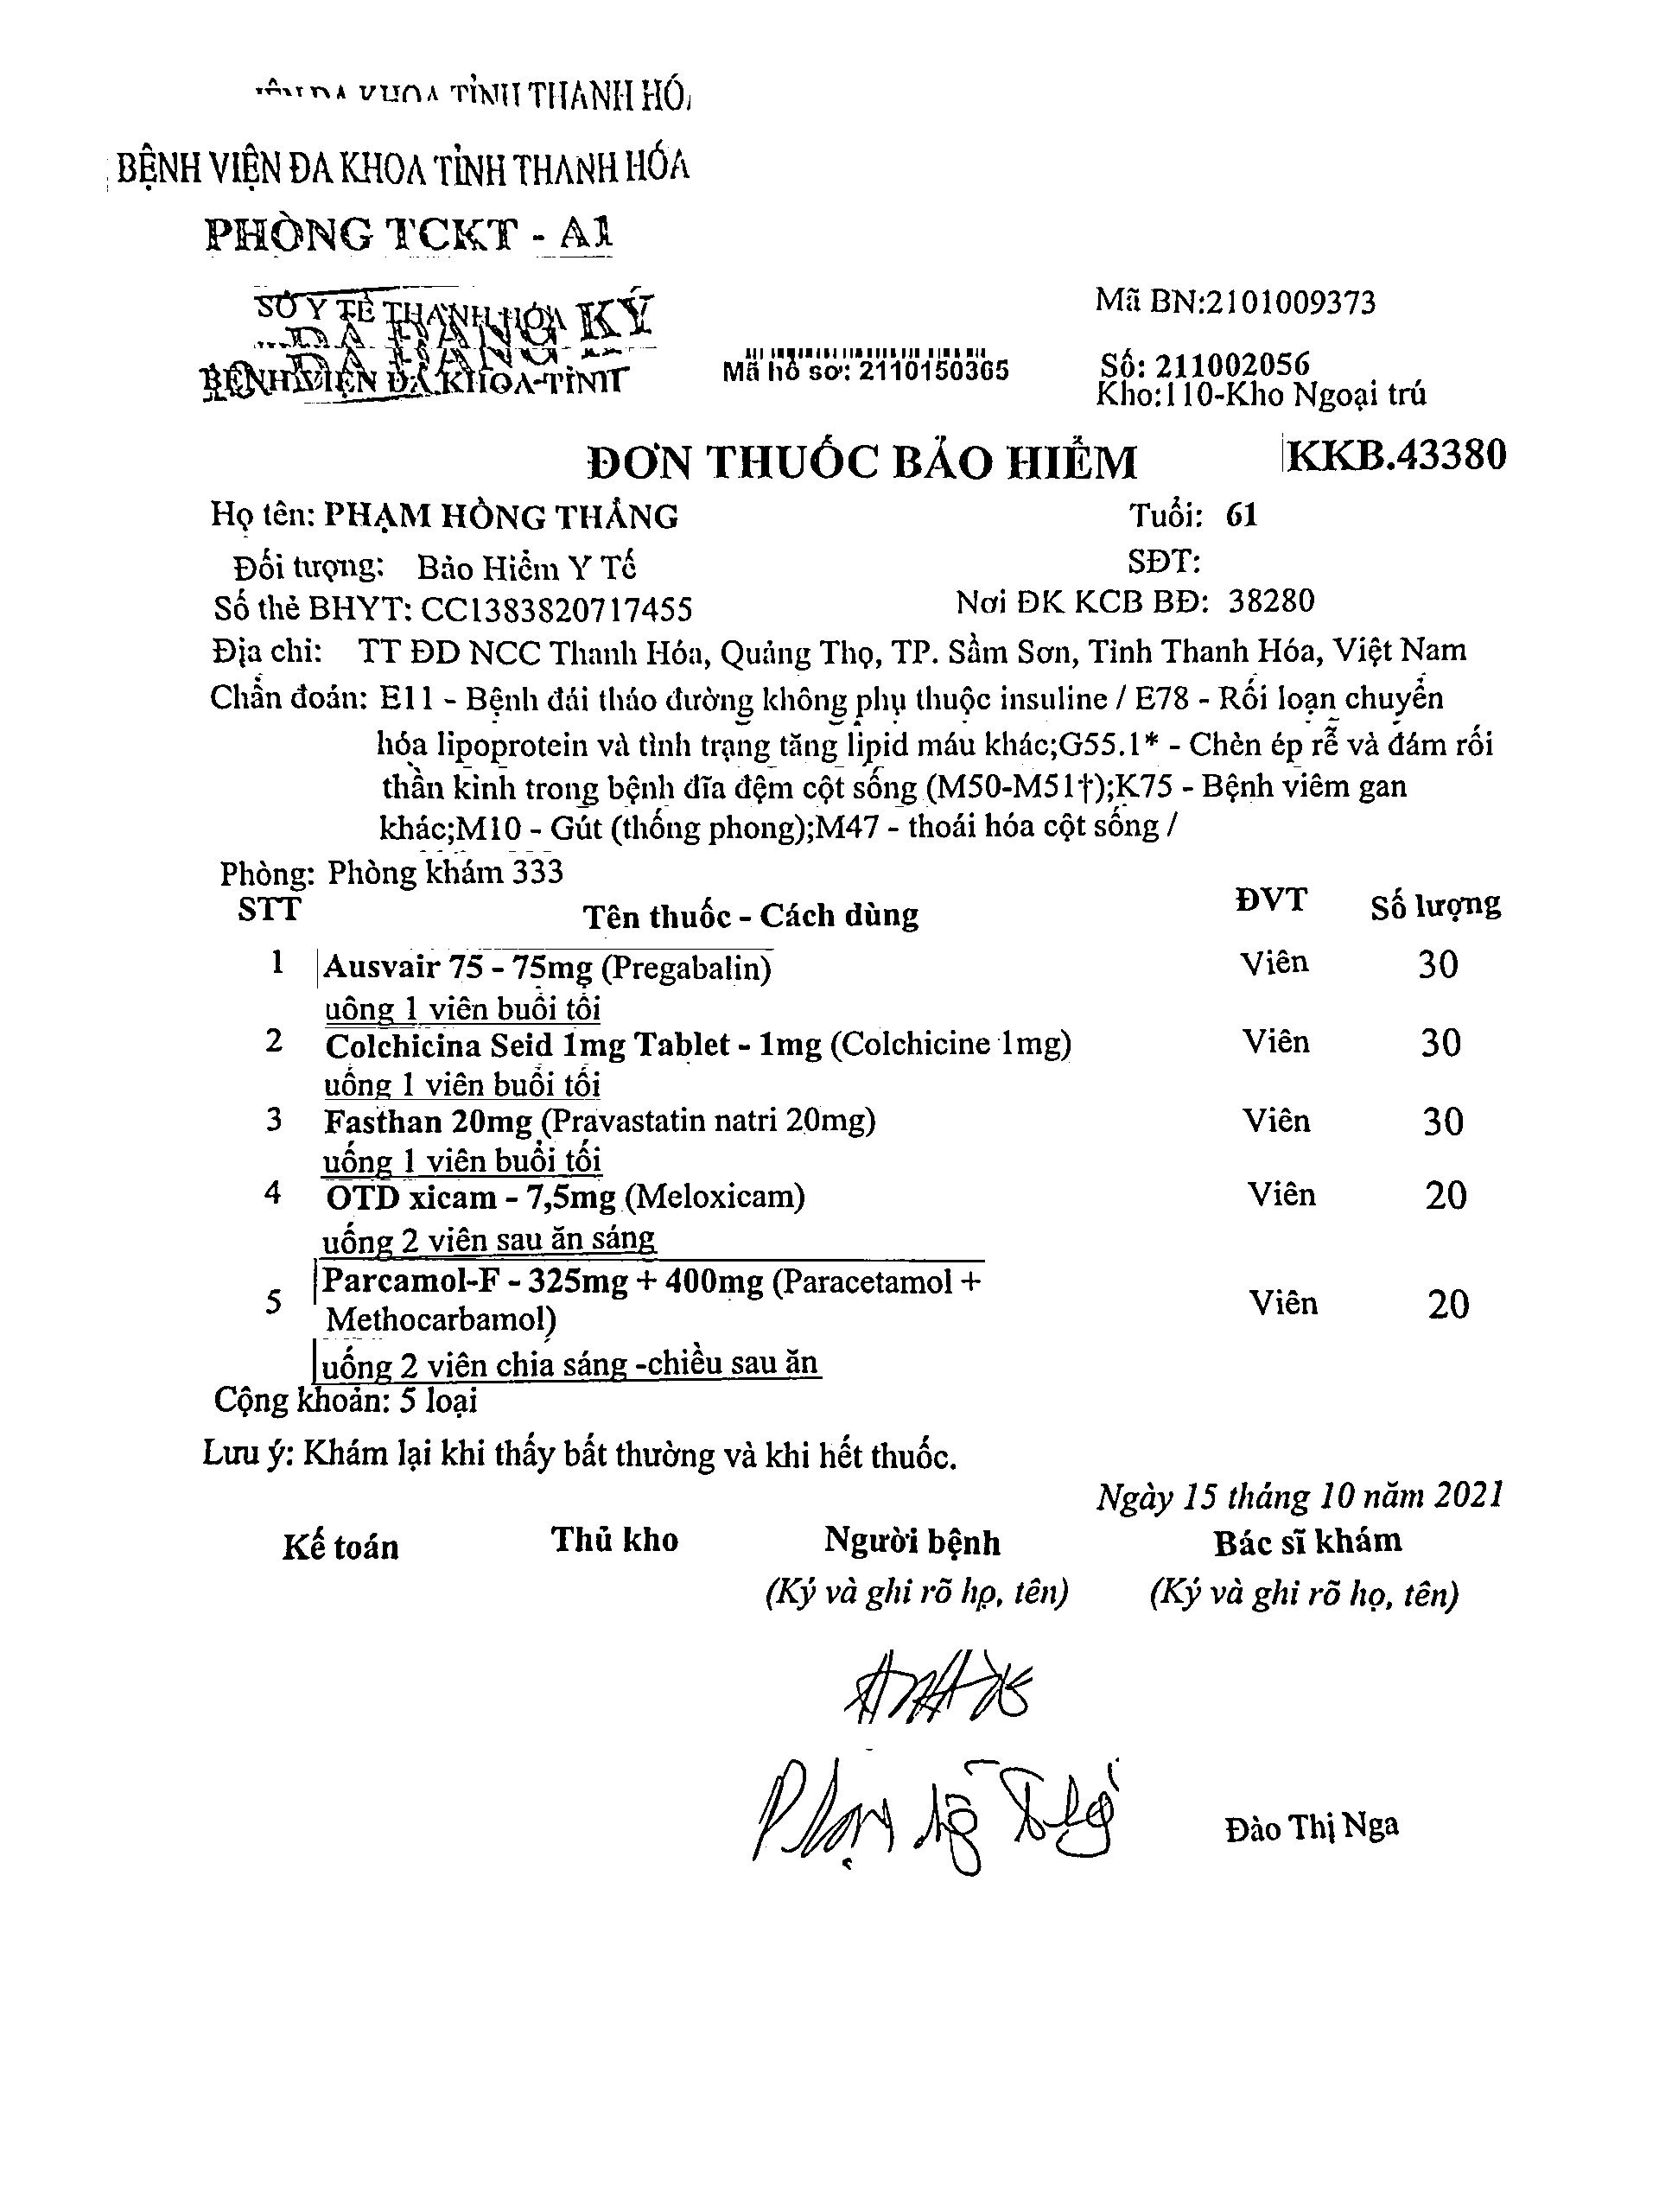 KHOA TỈNH THANH HÓA
BỆNH VIỆN ĐA KHOA TỈNH THANH HÓA
PHÒNG TCKT - A1
SỞ Y TẾ THANH HÓA
ĐÃ ĐĂNG KÝ
BỆNH VIỆN ĐA KHOA TỈNH
Mã BN:2101009373
Mã hồ sơ: 2110150365
Số: 211002056
Kho:110-Kho Ngoại trú
ĐƠN THUỐC BẢO HIỂM
KKB.43380
Họ tên: PHẠM HỒNG THẮNG Tuổi: 61
Đối tượng: Bảo Hiểm Y Tế SĐT:
Số thẻ BHYT: CC1383820717455 Nơi ĐK KCB BĐ: 38280
Địa chỉ: TT ĐD NCC Thanh Hóa, Quảng Thọ, TP. Sầm Sơn, Tỉnh Thanh Hóa, Việt Nam
Chẩn đoán: E11 - Bệnh đái tháo đường không phụ thuộc insuline / E78 - Rối loạn chuyển
hóa lipoprotein và tình trạng tăng lipid máu khác;G55.1* - Chèn ép rễ và đám rối
thần kinh trong bệnh đĩa đệm cột sống (M50-M51†);K75 - Bệnh viêm gan
khác;M10 - Gút (thống phong);M47 - thoái hóa cột sống /
Phòng: Phòng khám 333
STT Tên thuốc - Cách dùng ĐVT Số lượng
1 Ausvair 75 - 75mg (Pregabalin) Viên 30
uống 1 viên buổi tối
2 Colchicina Seid 1mg Tablet - 1mg (Colchicine 1mg) Viên 30
uống 1 viên buổi tối
3 Fasthan 20mg (Pravastatin natri 20mg) Viên 30
uống 1 viên buổi tối
4 OTD xicam - 7,5mg (Meloxicam) Viên 20
uống 2 viên sau ăn sáng
5 Parcamol-F - 325mg + 400mg (Paracetamol + Viên 20
Methocarbamol)
uống 2 viên chia sáng -chiều sau ăn
Cộng khoản: 5 loại
Lưu ý: Khám lại khi thấy bất thường và khi hết thuốc.
Ngày 15 tháng 10 năm 2021
Kế toán Thủ kho Người bệnh Bác sĩ khám
(Ký và ghi rõ họ, tên) (Ký và ghi rõ họ, tên)
Phạm
Đào Thị Nga